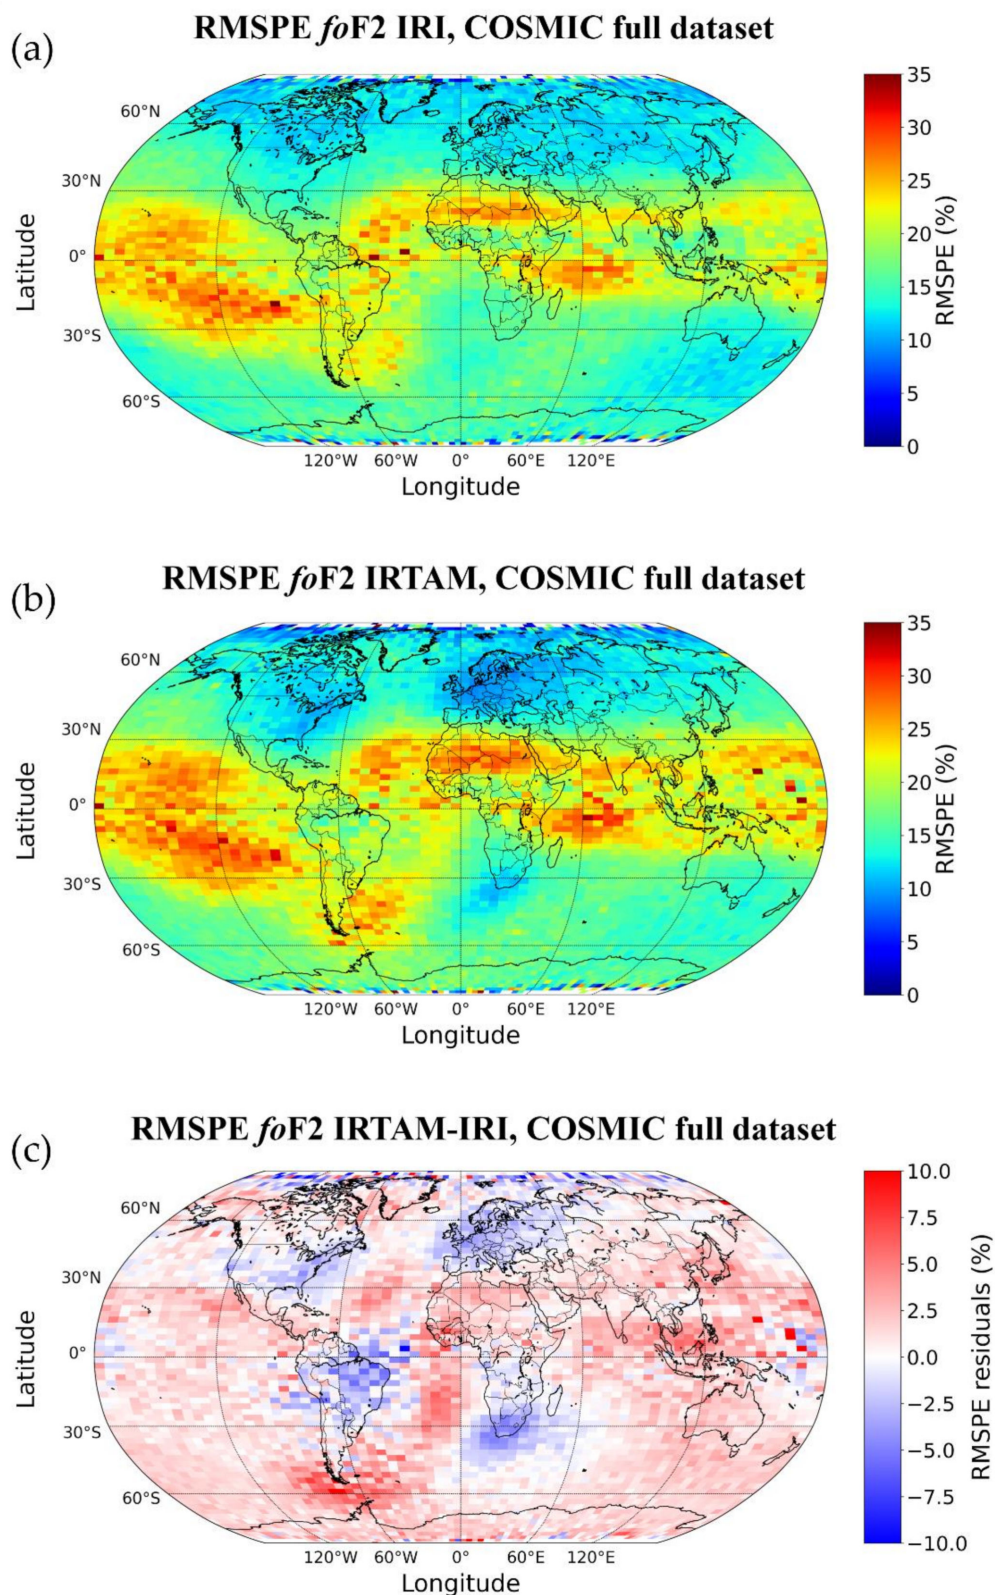 (a)
RMSPE foF2 IRI, COSMIC full dataset
60°N
30°N
0°
30°S
60°S
Latitude
120°W 60°W 0° 60°E 120°E
Longitude
35
30
25
20
15
10
5
0
RMSPE (%)
(b)
RMSPE foF2 IRTAM, COSMIC full dataset
60°N
30°N
0°
30°S
60°S
Latitude
120°W 60°W 0° 60°E 120°E
Longitude
35
30
25
20
15
10
5
0
RMSPE (%)
(c)
RMSPE foF2 IRTAM-IRI, COSMIC full dataset
60°N
30°N
0°
30°S
60°S
Latitude
120°W 60°W 0° 60°E 120°E
Longitude
10.0
7.5
5.0
2.5
0.0
−2.5
−5.0
−7.5
−10.0
RMSPE residuals (%)